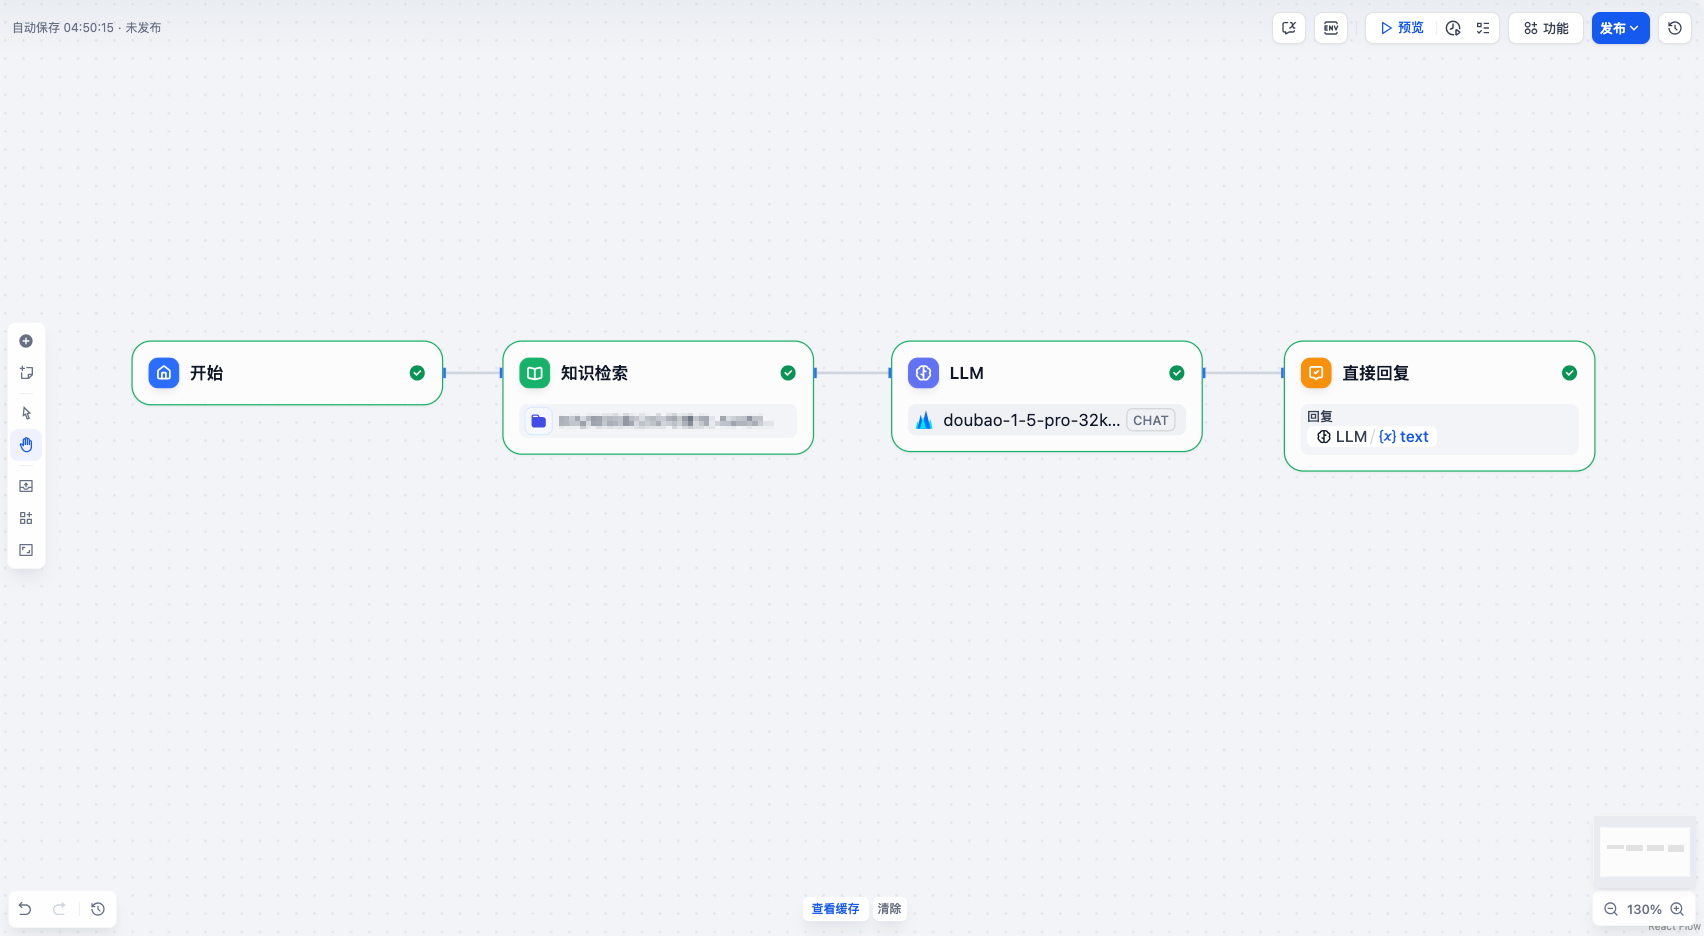 自动保存 04:50:15 · 未发布
ENV
预览
功能
发布
开始
知识检索
LLM
doubao-1-5-pro-32k...
CHAT
直接回复
回复
LLM / {x} text
查看缓存
清除
130%
React Flow